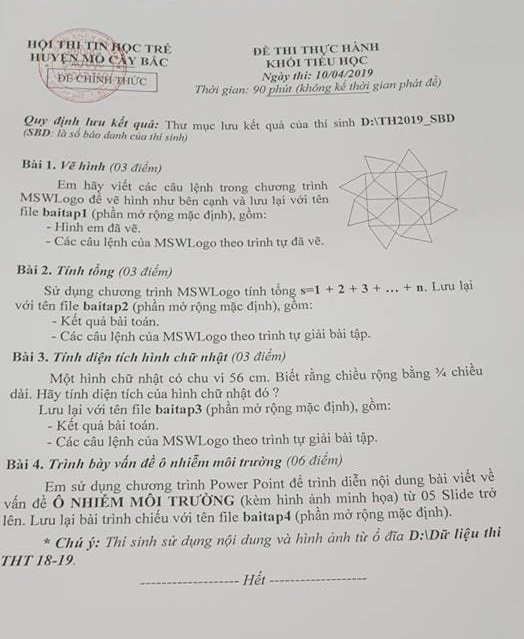 HỘI THI TIN HỌC TRẺ
HUYỆN MỎ CÀY BẮC
ĐỀ CHÍNH THỨC
ĐỀ THI THỰC HÀNH
KHỐI TIỂU HỌC
Ngày thi: 10/04/2019
Thời gian: 90 phút (không kể thời gian phát đề)
Quy định lưu kết quả: Thư mục lưu kết quả của thí sinh D:\TH2019_SBD
(SBD: là số báo danh của thí sinh)
Bài 1. Vẽ hình (03 điểm)
Em hãy viết các câu lệnh trong chương trình
MSWLogo để vẽ hình như bên cạnh và lưu lại với tên
file baitap1 (phần mở rộng mặc định), gồm:
- Hình em đã vẽ.
- Các câu lệnh của MSWLogo theo trình tự đã vẽ.
Bài 2. Tính tổng (03 điểm)
Sử dụng chương trình MSWLogo tính tổng s=1 + 2 + 3 + ... + n. Lưu lại
với tên file baitap2 (phần mở rộng mặc định), gồm:
- Kết quả bài toán.
- Các câu lệnh của MSWLogo theo trình tự giải bài tập.
Bài 3. Tính diện tích hình chữ nhật (03 điểm)
Một hình chữ nhật có chu vi 56 cm. Biết rằng chiều rộng bằng ¾ chiều
dài. Hãy tính diện tích của hình chữ nhật đó ?
Lưu lại với tên file baitap3 (phần mở rộng mặc định), gồm:
- Kết quả bài toán.
- Các câu lệnh của MSWLogo theo trình tự giải bài tập.
Bài 4. Trình bày vấn đề ô nhiễm môi trường (06 điểm)
Em sử dụng chương trình Power Point để trình diễn nội dung bài viết về
vấn đề Ô NHIỄM MÔI TRƯỜNG (kèm hình ảnh minh họa) từ 05 Slide trở
lên. Lưu lại bài trình chiếu với tên file baitap4 (phần mở rộng mặc định).
* Chú ý: Thí sinh sử dụng nội dung và hình ảnh từ ổ đĩa D:\Dữ liệu thi
THT 18-19.
-------------------- Hết --------------------